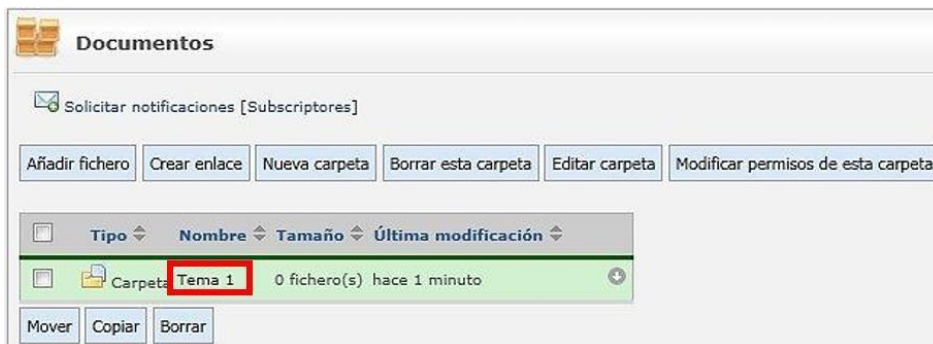 Documentos
Solicitar notificaciones [Subscriptores]
Añadir fichero Crear enlace Nueva carpeta Borrar esta carpeta Editar carpeta Modificar permisos de esta carpeta
Tipo Nombre Tamaño Última modificación
Carpeta Tema 1 0 fichero(s) hace 1 minuto
Mover Copiar Borrar